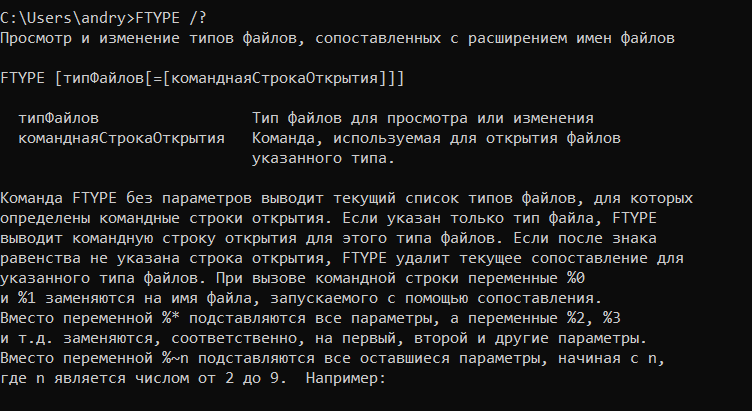 C:\Users\andry>FTYPE /?
Просмотр и изменение типов файлов, сопоставленных с расширением имен файлов
FTYPE [типФайлов[=[команднаяСтрокаОткрытия]]]
типФайлов Тип файлов для просмотра или изменения
команднаяСтрокаОткрытия Команда, используемая для открытия файлов
указанного типа.
Команда FTYPE без параметров выводит текущий список типов файлов, для которых
определены командные строки открытия. Если указан только тип файла, FTYPE
выводит командную строку открытия для этого типа файлов. Если после знака
равенства не указана строка открытия, FTYPE удалит текущее сопоставление для
указанного типа файлов. При вызове командной строки переменные %0
и %1 заменяются на имя файла, запускаемого с помощью сопоставления.
Вместо переменной %* подставляются все параметры, а переменные %2, %3
и т.д. заменяются, соответственно, на первый, второй и другие параметры.
Вместо переменной %~n подставляются все оставшиеся параметры, начиная с n,
где n является числом от 2 до 9.  Например: